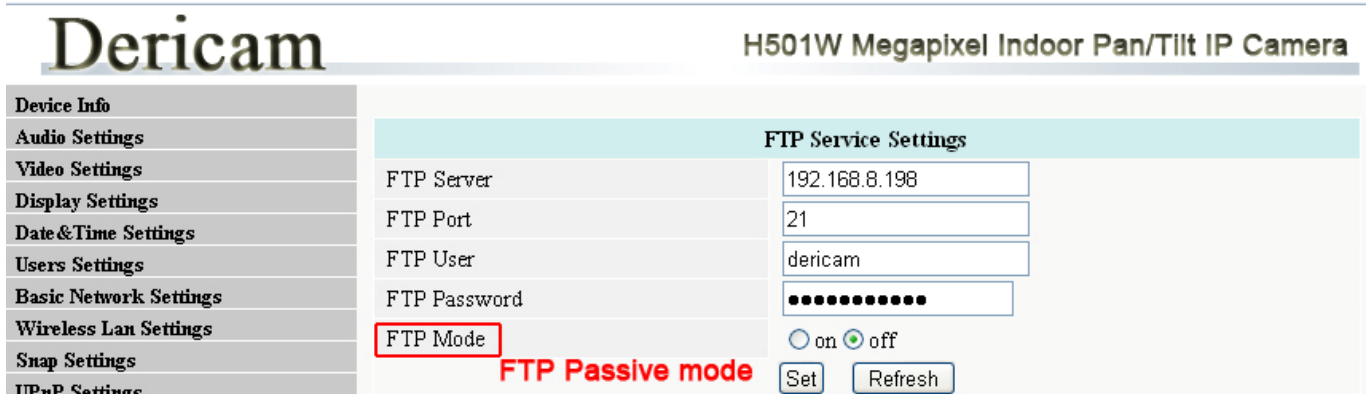 Dericam
H501W Megapixel Indoor Pan/Tilt IP Camera
Device Info
Audio Settings
Video Settings
Display Settings
Date&Time Settings
Users Settings
Basic Network Settings
Wireless Lan Settings
Snap Settings
UPnP Settings
FTP Service Settings
FTP Server 192.168.8.198
FTP Port 21
FTP User dericam
FTP Password ●●●●●●●●●●●
FTP Mode on off
FTP Passive mode Set Refresh